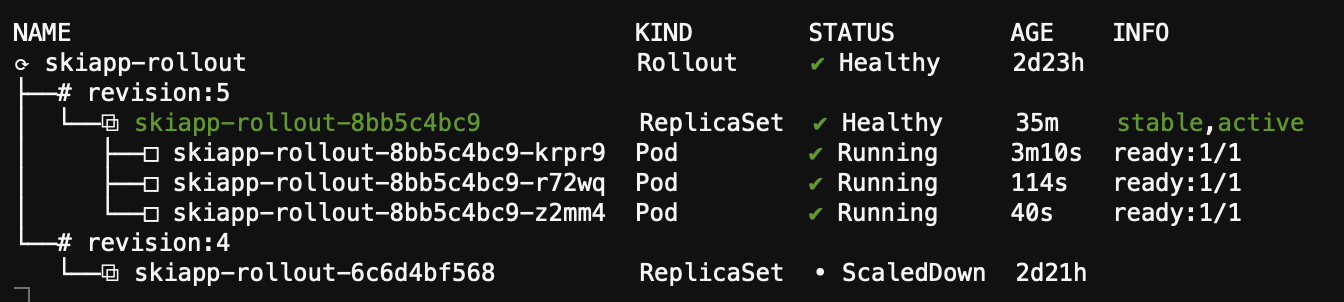 NAME KIND STATUS AGE INFO
⟳ skiapp-rollout Rollout ✔ Healthy 2d23h
├──# revision:5
│  └──⧉ skiapp-rollout-8bb5c4bc9 ReplicaSet ✔ Healthy 35m stable,active
│     ├──□ skiapp-rollout-8bb5c4bc9-krpr9 Pod ✔ Running 3m10s ready:1/1
│     ├──□ skiapp-rollout-8bb5c4bc9-r72wq Pod ✔ Running 114s ready:1/1
│     └──□ skiapp-rollout-8bb5c4bc9-z2mm4 Pod ✔ Running 40s ready:1/1
└──# revision:4
   └──⧉ skiapp-rollout-6c6d4bf568 ReplicaSet • ScaledDown 2d21h